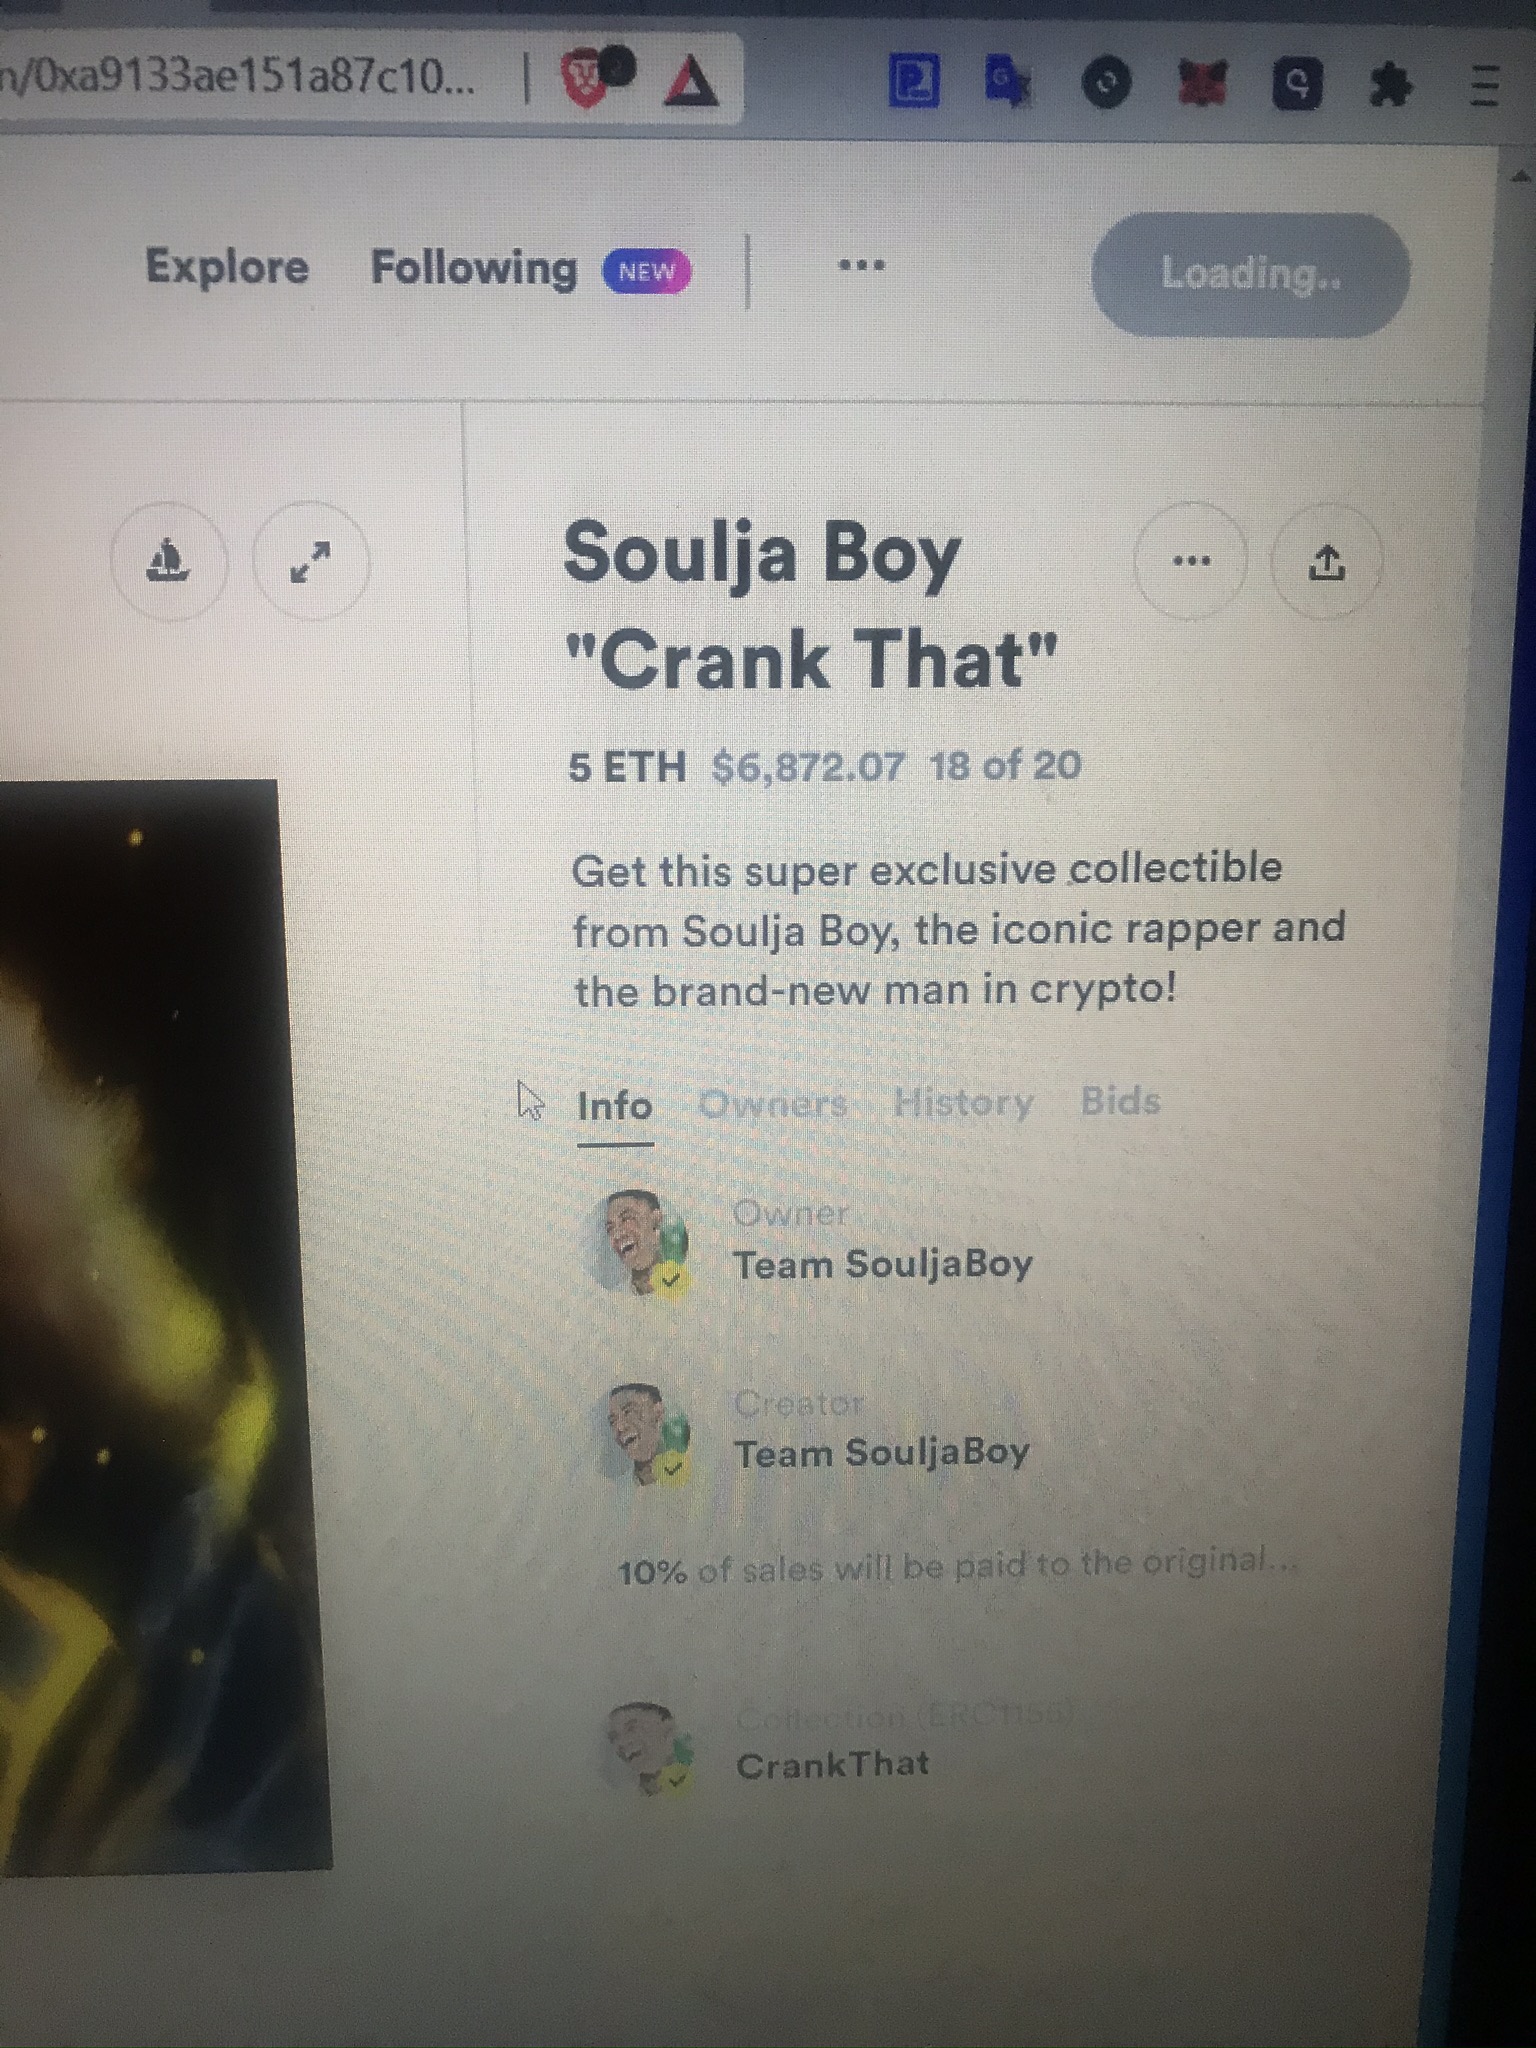 n/0xa9133ae151a87c10...
Explore Following NEW ... Loading..
Soulja Boy
"Crank That"
5 ETH $6,872.07 18 of 20
Get this super exclusive collectible
from Soulja Boy, the iconic rapper and
the brand-new man in crypto!
Info Owners History Bids
Owner
Team SouljaBoy
Creator
Team SouljaBoy
10% of sales will be paid to the original...
Collection (ERC1155)
CrankThat